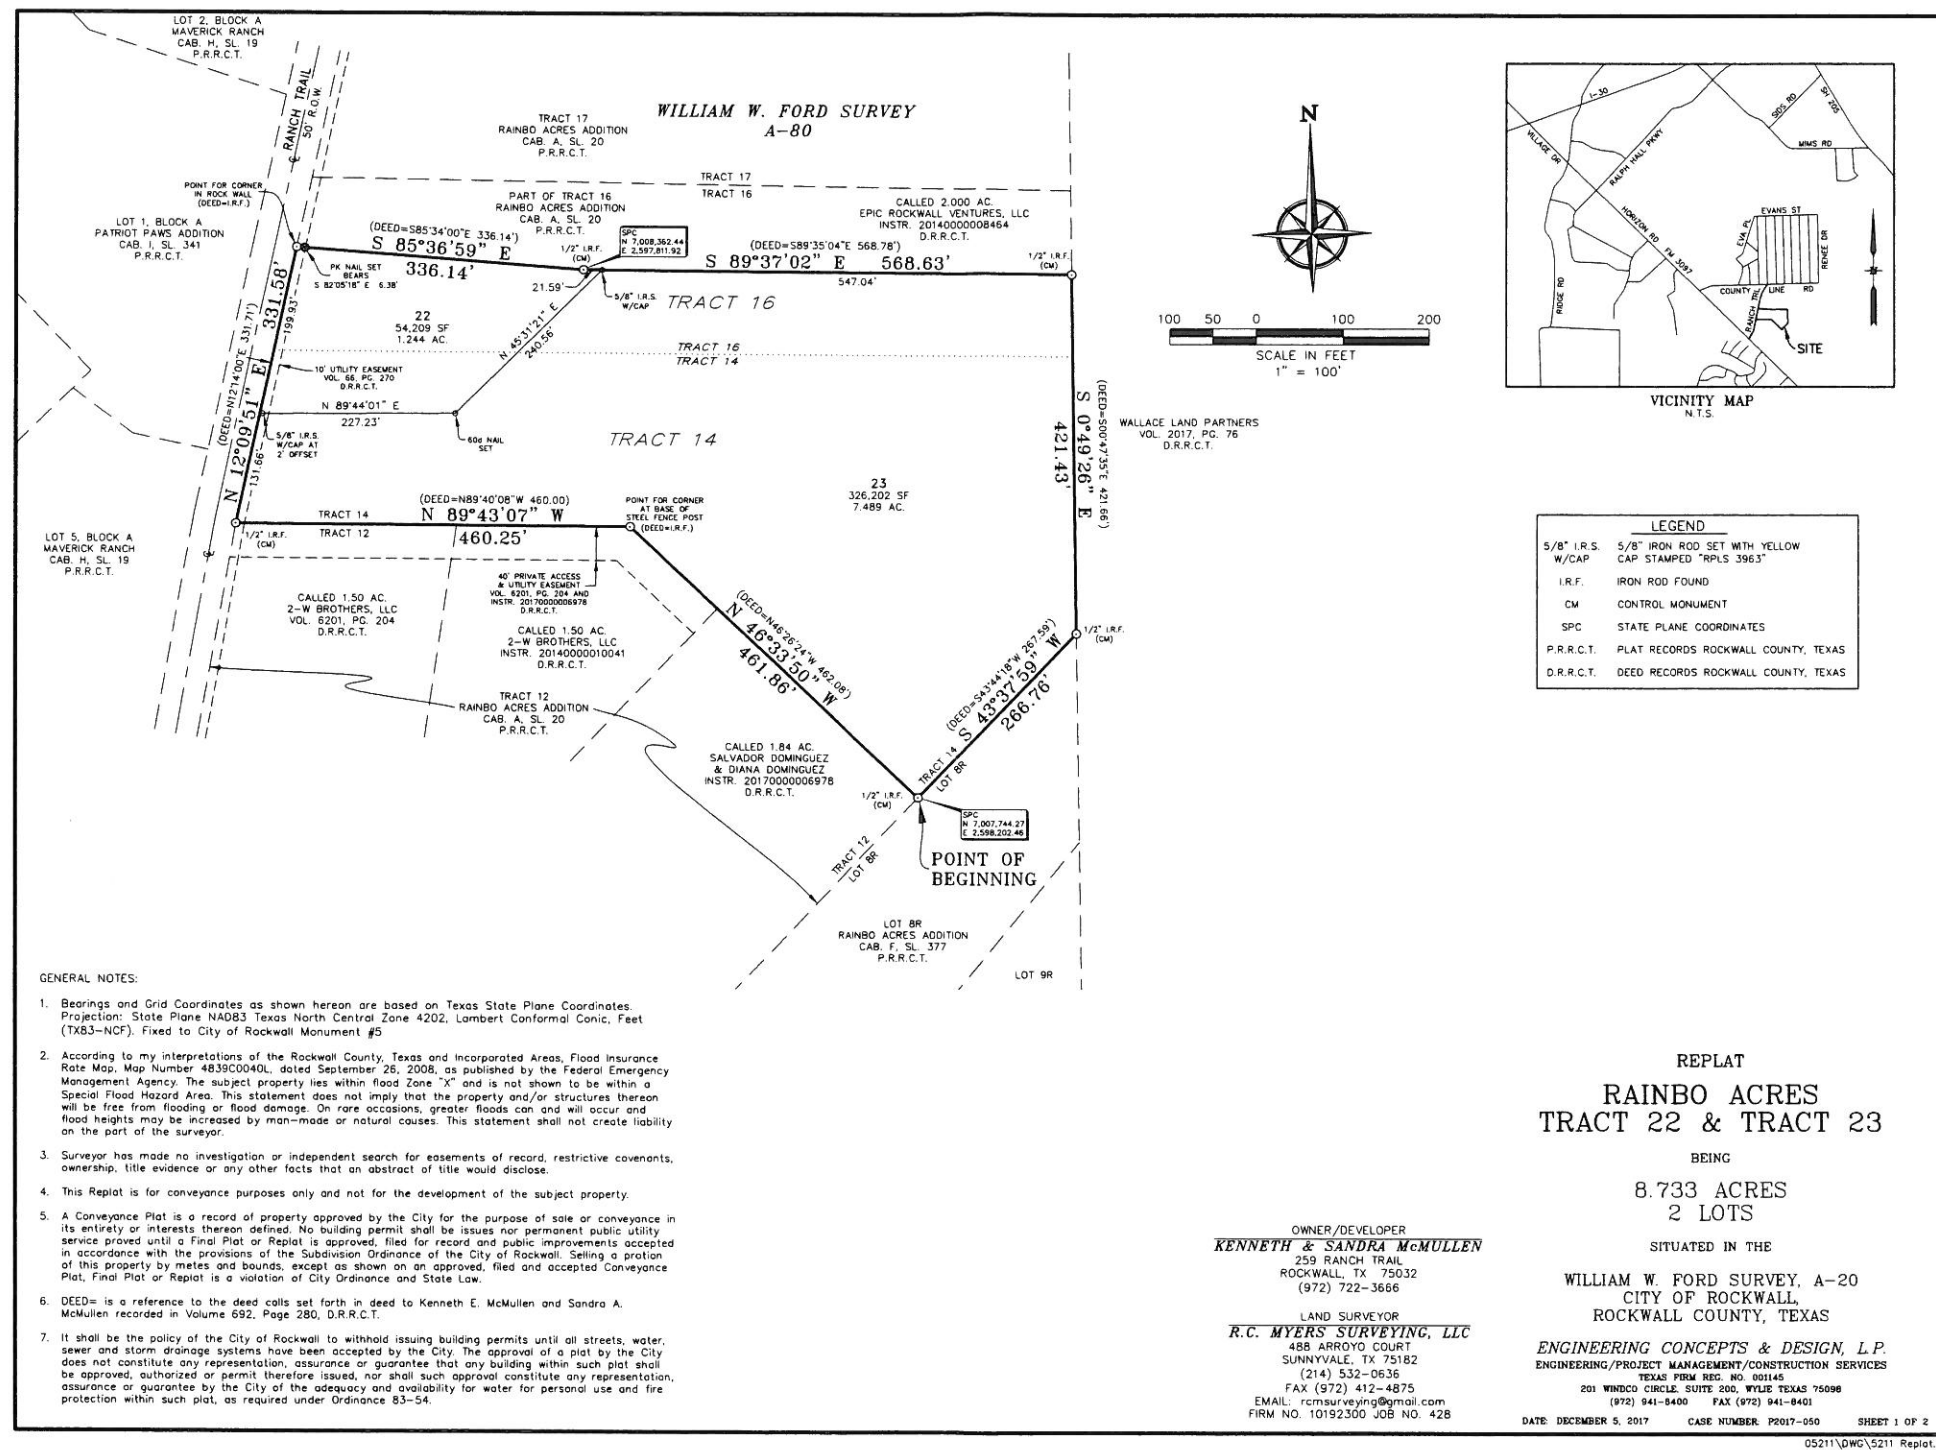 LOT 2, BLOCK A
MAVERICK RANCH
CAB. H, SL. 19
P.R.R.C.T.
℄ RANCH TRAIL
50' R.O.W.
TRACT 17
RAINBO ACRES ADDITION
CAB. A, SL. 20
P.R.R.C.T.
WILLIAM W. FORD SURVEY
A-80
TRACT 17
TRACT 16
POINT FOR CORNER
IN ROCK WALL
(DEED=I.R.F.)
LOT 1, BLOCK A
PATRIOT PAWS ADDITION
CAB. I, SL. 341
P.R.R.C.T.
PART OF TRACT 16
RAINBO ACRES ADDITION
CAB. A, SL. 20
P.R.R.C.T.
CALLED 2.000 AC.
EPIC ROCKWALL VENTURES, LLC
INSTR. 20140000008464
D.R.R.C.T.
(DEED=S85°34'00"E 336.14')
S 85°36'59" E
336.14'
1/2" I.R.F.
(CM)
SPC
N 7,008,362.44
E 2,597,811.92
(DEED=S89°35'04"E 568.78')
S 89°37'02" E 568.63'
547.04'
1/2" I.R.F.
(CM)
PK NAIL SET
BEARS
S 82°05'18" E 6.38'
21.59'
5/8" I.R.S.
W/CAP
TRACT 16
22
54,209 SF
1.244 AC.
N 45°31'21" E
240.56'
TRACT 16
TRACT 14
(DEED=N12°14'00"E 331.71')
N 12°09'51" E 331.58'
199.93'
131.66'
10' UTILITY EASEMENT
VOL. 66, PG. 270
D.R.R.C.T.
N 89°44'01" E
227.23'
5/8" I.R.S.
W/CAP AT
2' OFFSET
60d NAIL
SET
TRACT 14
23
326,202 SF
7.489 AC.
(DEED=S00°47'35"E 421.66')
S 0°49'26" E
421.43'
WALLACE LAND PARTNERS
VOL. 2017, PG. 76
D.R.R.C.T.
(DEED=N89°40'08"W 460.00)
TRACT 14
N 89°43'07" W
TRACT 12
460.25'
1/2" I.R.F.
(CM)
POINT FOR CORNER
AT BASE OF
STEEL FENCE POST
(DEED=I.R.F.)
LOT 5, BLOCK A
MAVERICK RANCH
CAB. H, SL. 19
P.R.R.C.T.
℄
40' PRIVATE ACCESS
& UTILITY EASEMENT
VOL. 6201, PG. 204 AND
INSTR. 20170000006978
D.R.R.C.T.
CALLED 1.50 AC.
2-W BROTHERS, LLC
VOL. 6201, PG. 204
D.R.R.C.T.
CALLED 1.50 AC.
2-W BROTHERS, LLC
INSTR. 20140000010041
D.R.R.C.T.
(DEED=N46°26'24"W 462.08')
N 46°33'50" W
461.86'
(DEED=S43°44'18"W 267.59')
S 43°37'59" W
266.76'
1/2" I.R.F.
(CM)
TRACT 12
RAINBO ACRES ADDITION
CAB. A, SL. 20
P.R.R.C.T.
CALLED 1.84 AC.
SALVADOR DOMINGUEZ
& DIANA DOMINGUEZ
INSTR. 20170000006978
D.R.R.C.T.
TRACT 14
LOT 8R
1/2" I.R.F.
(CM)
SPC
N 7,007,744.27
E 2,598,202.46
TRACT 12
LOT 8R
POINT OF
BEGINNING
LOT 8R
RAINBO ACRES ADDITION
CAB. F, SL. 377
P.R.R.C.T.
LOT 9R
N
100 50 0 100 200
SCALE IN FEET
1" = 100'
I-30
VILLAGE DR
RALPH HALL PKWY
SIDS RD
SH 205
MIMS RD
HORIZON RD FM 3097
RIDGE RD
EVANS ST
EVA PL
RENEE DR
COUNTY LINE RD
RANCH TRL
SITE
VICINITY MAP
N.T.S.
LEGEND
5/8" I.R.S. 5/8" IRON ROD SET WITH YELLOW
W/CAP CAP STAMPED "RPLS 3963"
I.R.F. IRON ROD FOUND
CM CONTROL MONUMENT
SPC STATE PLANE COORDINATES
P.R.R.C.T. PLAT RECORDS ROCKWALL COUNTY, TEXAS
D.R.R.C.T. DEED RECORDS ROCKWALL COUNTY, TEXAS
GENERAL NOTES:
1. Bearings and Grid Coordinates as shown hereon are based on Texas State Plane Coordinates.
Projection: State Plane NAD83 Texas North Central Zone 4202, Lambert Conformal Conic, Feet
(TX83-NCF). Fixed to City of Rockwall Monument #5
2. According to my interpretations of the Rockwall County, Texas and Incorporated Areas, Flood Insurance
Rate Map, Map Number 4839C0040L, dated September 26, 2008, as published by the Federal Emergency
Management Agency. The subject property lies within flood Zone "X" and is not shown to be within a
Special Flood Hazard Area. This statement does not imply that the property and/or structures thereon
will be free from flooding or flood damage. On rare occasions, greater floods can and will occur and
flood heights may be increased by man-made or natural causes. This statement shall not create liability
on the part of the surveyor.
3. Surveyor has made no investigation or independent search for easements of record, restrictive covenants,
ownership, title evidence or any other facts that an abstract of title would disclose.
4. This Replat is for conveyance purposes only and not for the development of the subject property.
5. A Conveyance Plat is a record of property approved by the City for the purpose of sale or conveyance in
its entirety or interests thereon defined. No building permit shall be issues nor permanent public utility
service proved until a Final Plat or Replat is approved, filed for record and public improvements accepted
in accordance with the provisions of the Subdivision Ordinance of the City of Rockwall. Selling a protion
of this property by metes and bounds, except as shown on an approved, filed and accepted Conveyance
Plat, Final Plat or Replat is a violation of City Ordinance and State Law.
6. DEED= is a reference to the deed calls set forth in deed to Kenneth E. McMullen and Sandra A.
McMullen recorded in Volume 692, Page 280, D.R.R.C.T.
7. It shall be the policy of the City of Rockwall to withhold issuing building permits until all streets, water,
sewer and storm drainage systems have been accepted by the City. The approval of a plat by the City
does not constitute any representation, assurance or guarantee that any building within such plat shall
be approved, authorized or permit therefore issued, nor shall such approval constitute any representation,
assurance or guarantee by the City of the adequacy and availability for water for personal use and fire
protection within such plat, as required under Ordinance 83-54.
OWNER/DEVELOPER
KENNETH & SANDRA McMULLEN
259 RANCH TRAIL
ROCKWALL, TX 75032
(972) 722-3666
LAND SURVEYOR
R.C. MYERS SURVEYING, LLC
488 ARROYO COURT
SUNNYVALE, TX 75182
(214) 532-0636
FAX (972) 412-4875
EMAIL: rcmsurveying@gmail.com
FIRM NO. 10192300 JOB NO. 428
REPLAT
RAINBO ACRES
TRACT 22 & TRACT 23
BEING
8.733 ACRES
2 LOTS
SITUATED IN THE
WILLIAM W. FORD SURVEY, A-20
CITY OF ROCKWALL,
ROCKWALL COUNTY, TEXAS
ENGINEERING CONCEPTS & DESIGN, L.P.
ENGINEERING/PROJECT MANAGEMENT/CONSTRUCTION SERVICES
TEXAS FIRM REG. NO. 001145
201 WINDCO CIRCLE, SUITE 200, WYLIE TEXAS 75098
(972) 941-8400 FAX (972) 941-8401
DATE: DECEMBER 5, 2017 CASE NUMBER: P2017-050 SHEET 1 OF 2
05211\DWG\5211 Replat.